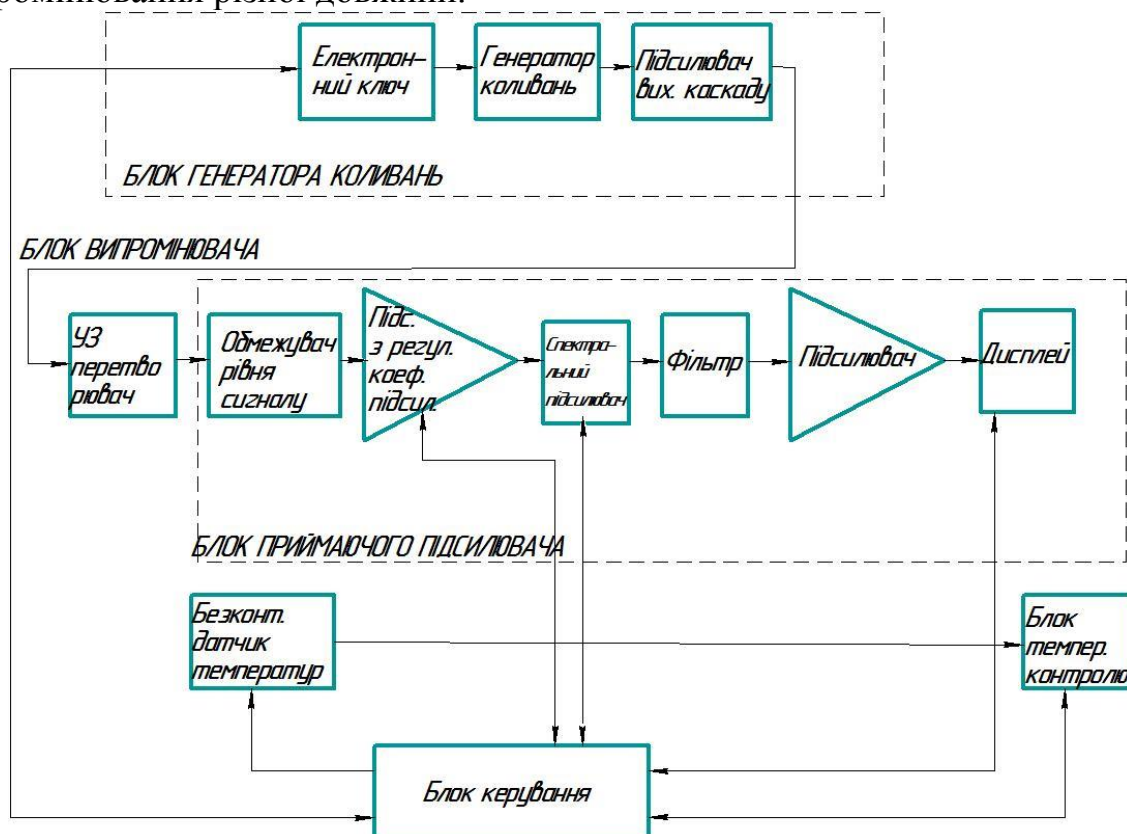 різної довжини.
Електрон-
ний ключ
Генератор
коливань
Підсилювач
вих. каскаду
БЛОК ГЕНЕРАТОРА КОЛИВАНЬ
БЛОК ВИПРОМІНЮВАЧА
УЗ
перетво
рювач
Обмежувач
рівня
сигналу
Підс.
з регул.
коеф.
підсил.
Спектра-
льний
підсилювач
Фільтр
Підсилювач
Дисплей
БЛОК ПРИЙМАЮЧОГО ПІДСИЛЮВАЧА
Безконт.
датчик
температур
Блок
темпер.
контролю
Блок керування